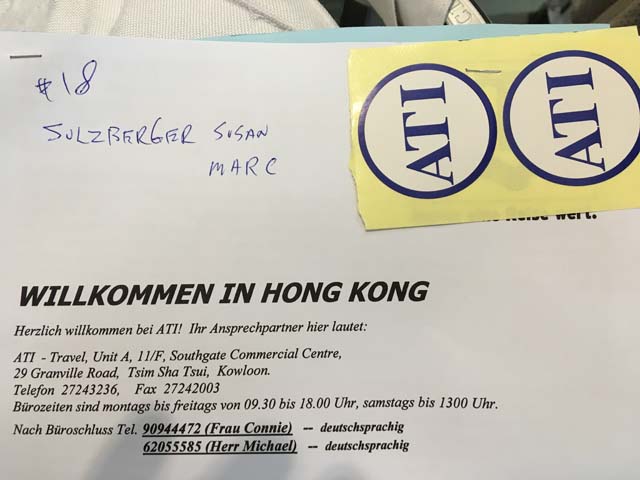 #18
SULZBERGER SUSAN
MARC
ATI
ATI
Reise wert.
WILLKOMMEN IN HONG KONG
Herzlich willkommen bei ATI! Ihr Ansprechpartner hier lautet:
ATI - Travel, Unit A, 11/F, Southgate Commercial Centre,
29 Granville Road, Tsim Sha Tsui, Kowloon.
Telefon 27243236, Fax 27242003
Bürozeiten sind montags bis freitags von 09.30 bis 18.00 Uhr, samstags bis 1300 Uhr.
Nach Büroschluss Tel. 90944472 (Frau Connie) -- deutschsprachig
62055585 (Herr Michael) -- deutschsprachig